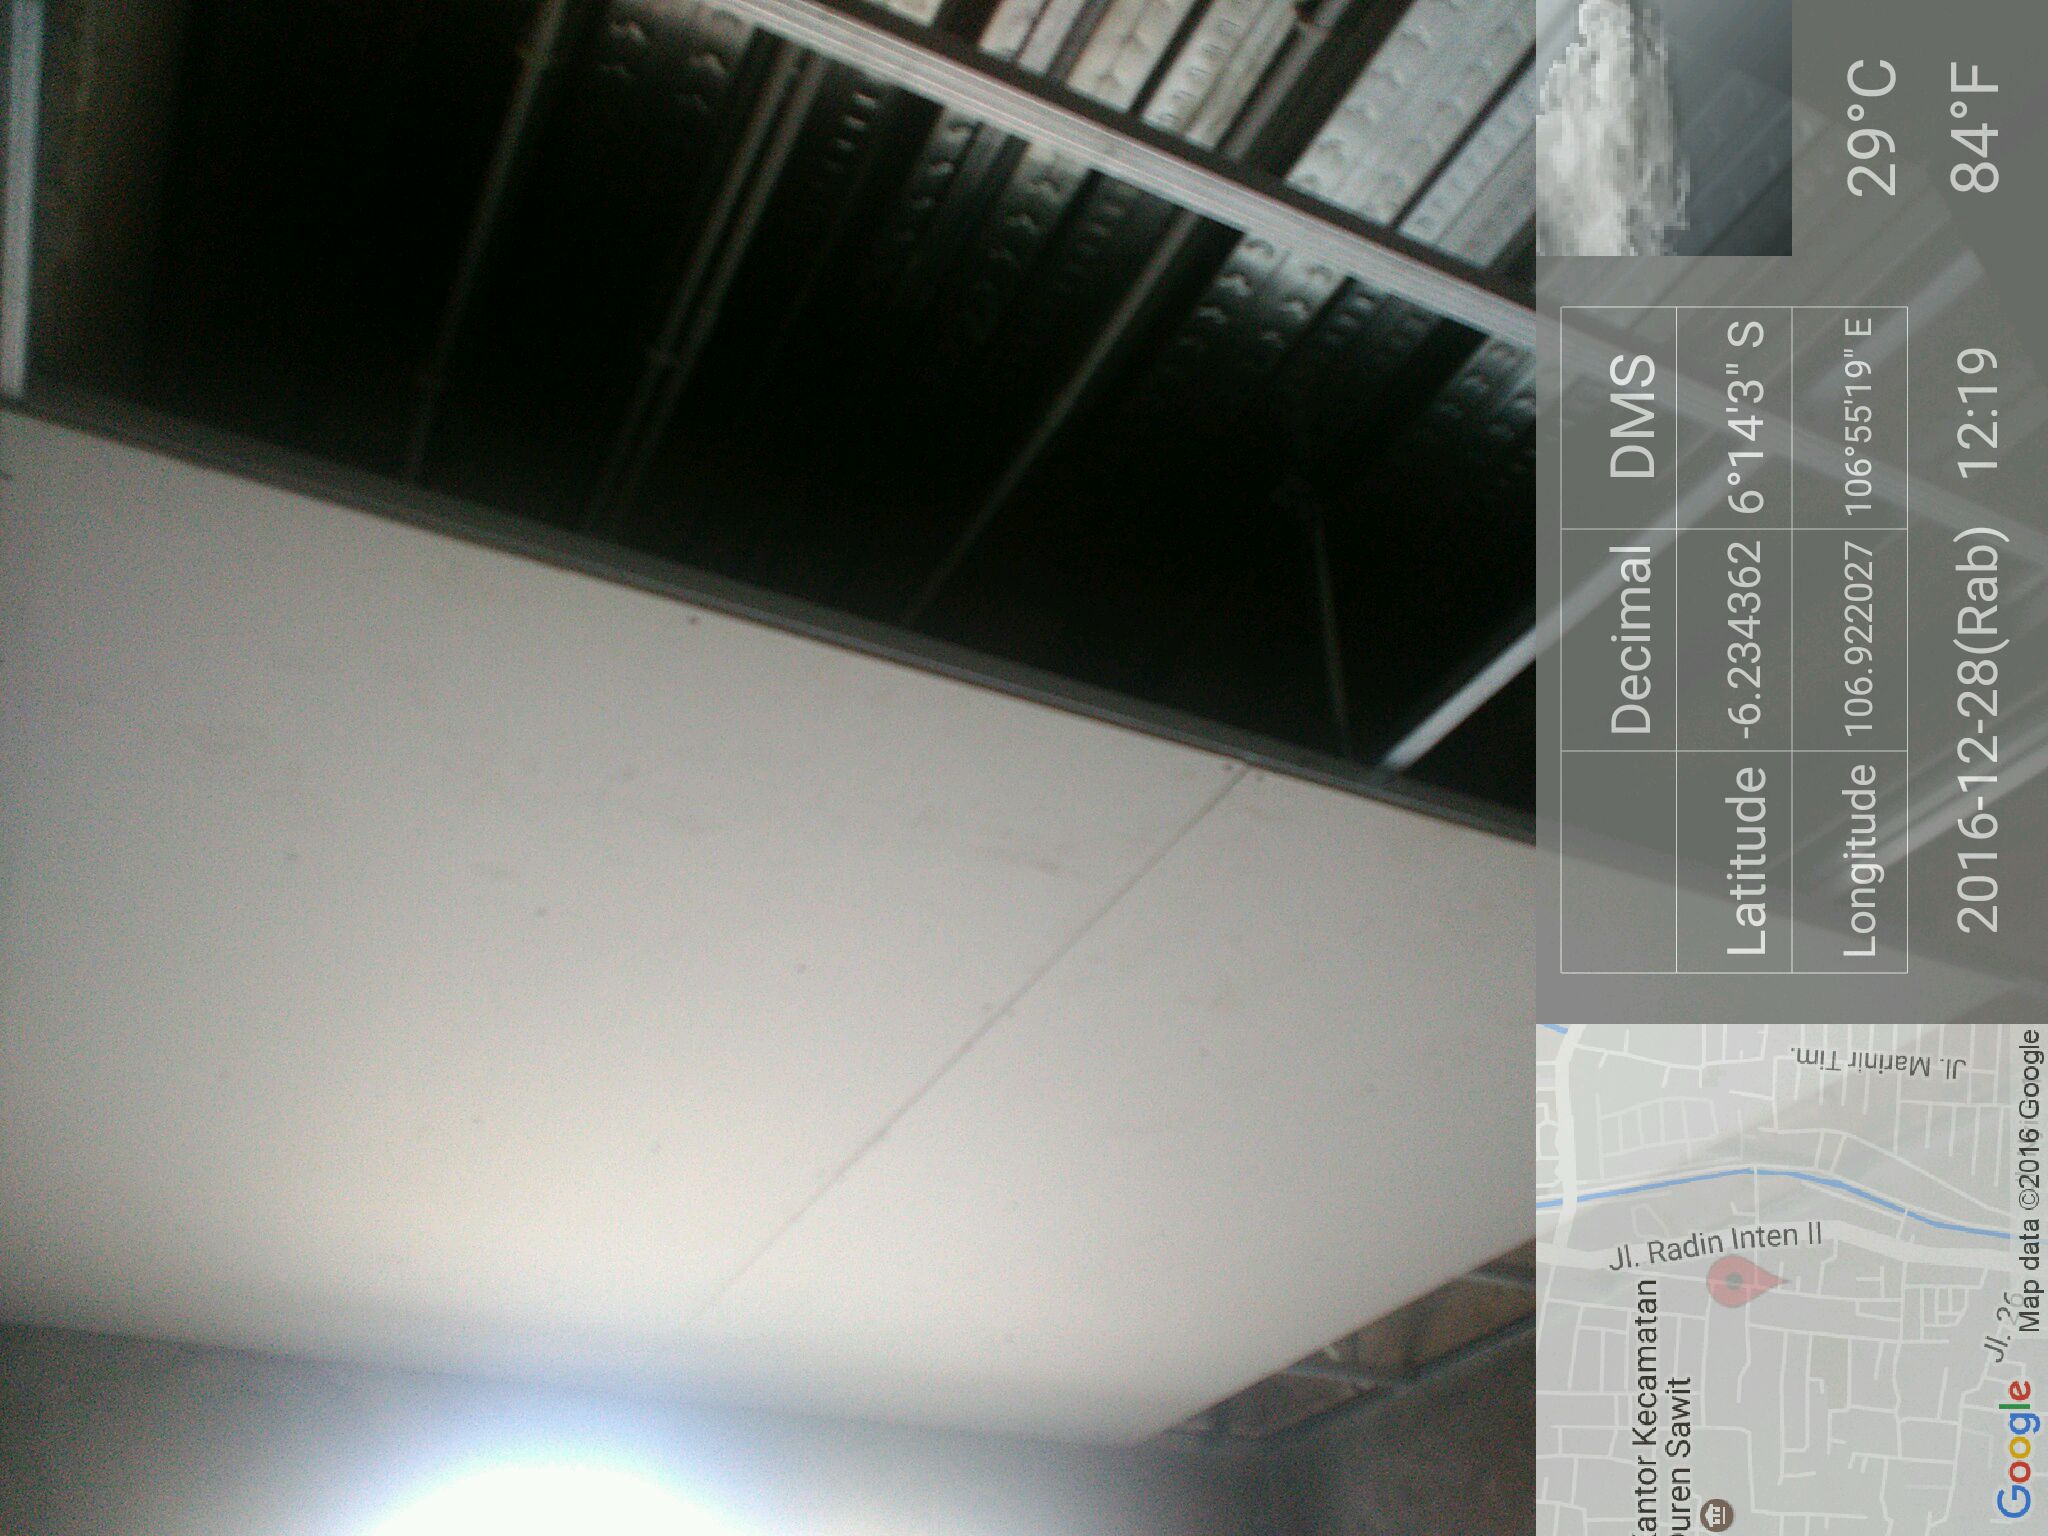 Kantor Kecamatan
Duren Sawit
Jl. Radin Inten II
Jl. Marinir Tim.
Jl. 26
Google
Map data ©2016 Google
Decimal DMS
Latitude -6.234362 6°14'3" S
Longitude 106.922027 106°55'19" E
2016-12-28(Rab) 12:19
29°C
84°F